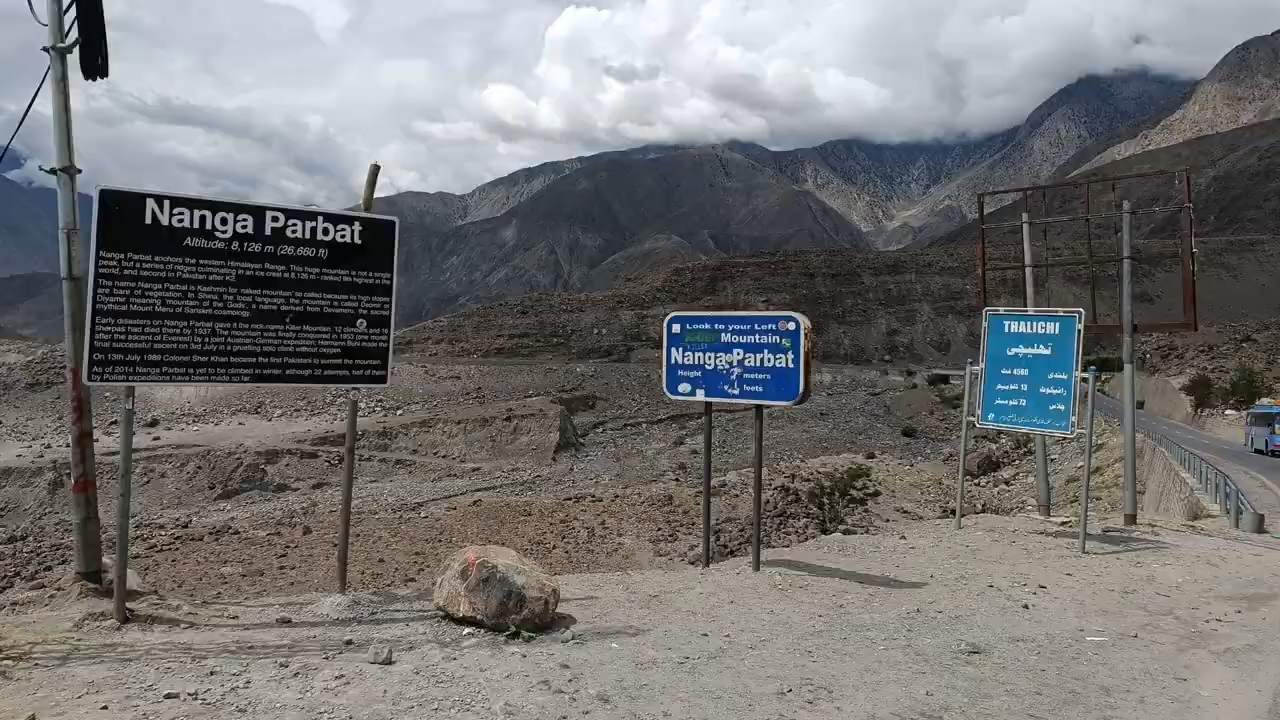 Nanga Parbat
Altitude: 8,126 m (26,660 ft)
Nanga Parbat anchors the western Himalayan Range. This huge mountain is not a single
peak, but a series of ridges culminating in an ice crest at 8,126 m - ranked 9th highest in the
world, and second in Pakistan after K2.
The name Nanga Parbat is Kashmiri for 'naked mountain' so called because its high slopes
are bare of vegetation. In Shina, the local language, the mountain is called Deomir or
Diyamir meaning 'mountain of the Gods', a name derived from Devameru, the sacred
mythical Mount Meru of Sanskrit cosmology.
Early disasters on Nanga Parbat gave it the nick-name Killer Mountain. 12 climbers and 16
Sherpas had died there by 1937. The mountain was finally climbed in 1953 (one month
after the ascent of Everest) by a joint Austrian-German expedition; Hermann Buhl made the
final successful ascent on 3rd July in a gruelling solo climb without oxygen.
On 13th July 1989 Colonel Sher Khan became the first Pakistani to summit the mountain.
As of 2014 Nanga Parbat is yet to be climbed in winter, although 22 attempts, half of them
by Polish expeditions have been made so far.
Look to your Left
Mountain
Nanga Parbat
Height meters
feets
THALICHI
تھلیچی
بلندی 4560 فٹ
رائیکوٹ 13 کلومیٹر
چلاس 73 کلومیٹر